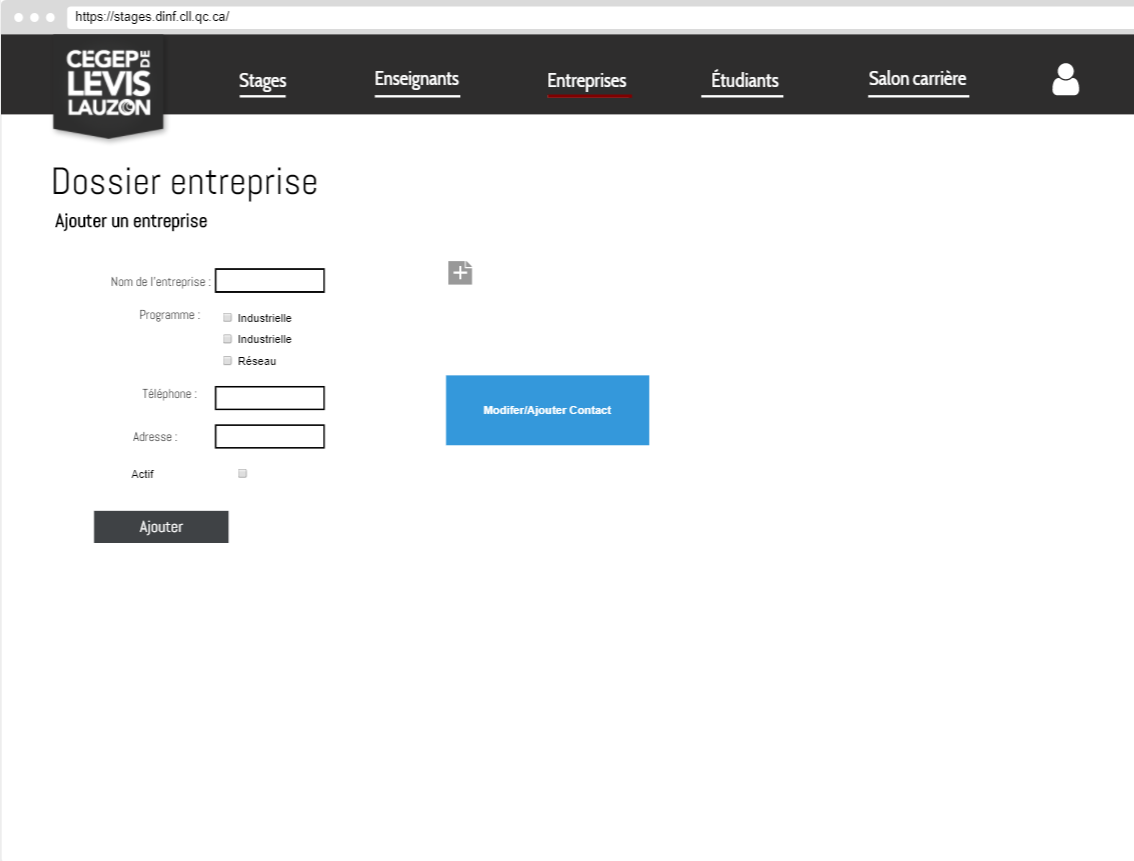 https://stages.dinf.cll.qc.ca/
CEGEP DE
LÉVIS
LAUZON
Stages
Enseignants
Entreprises
Étudiants
Salon carrière
Dossier entreprise
Ajouter un entreprise
Nom de l'entreprise :
Programme :
Industrielle
Industrielle
Réseau
Téléphone :
Modifer/Ajouter Contact
Adresse :
Actif
Ajouter